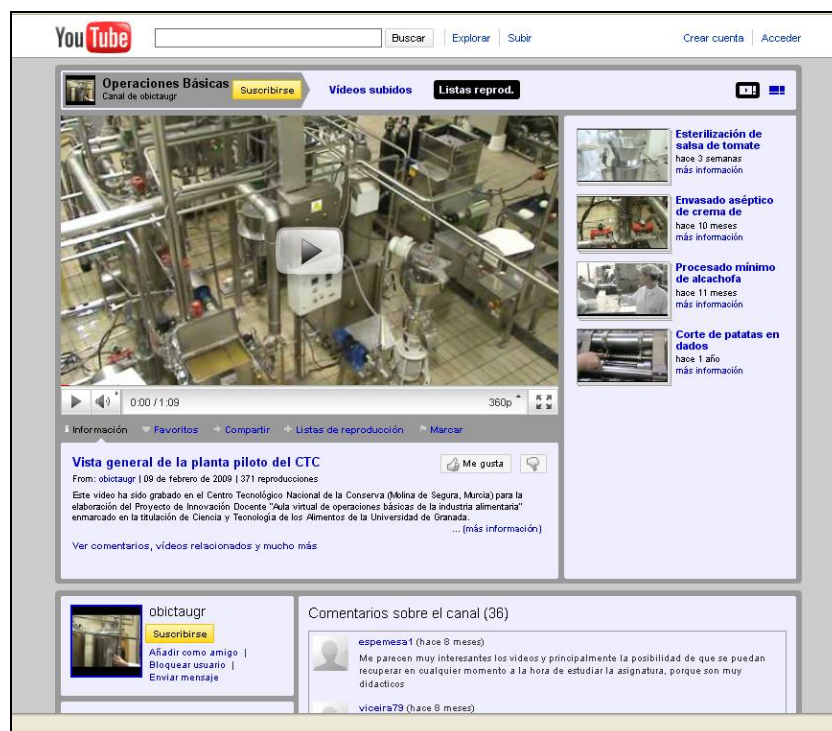 YouTube
Buscar
Explorar
Subir
Crear cuenta
Acceder
Operaciones Básicas
Canal de obictaugr
Suscribirse
Vídeos subidos
Listas reprod.
Esterilización de
salsa de tomate
hace 3 semanas
más información
Envasado aséptico
de crema de
hace 10 meses
más información
Procesado mínimo
de alcachofa
hace 11 meses
más información
Corte de patatas en
dados
hace 1 año
más información
0:00 / 1:09
360p
Información
Favoritos
Compartir
Listas de reproducción
Marcar
Vista general de la planta piloto del CTC
Me gusta
From: obictaugr | 09 de febrero de 2009 | 371 reproducciones
Este video ha sido grabado en el Centro Tecnológico Nacional de la Conserva (Molina de Segura, Murcia) para la
elaboración del Proyecto de Innovación Docente "Aula
virtual de operaciones básicas de la industria alimentaria"
enmarcado en la titulación de Ciencia y Tecnología de los Alimentos de la Universidad de Granada.
... (más información)
Ver comentarios, vídeos relacionados y mucho más
obictaugr
Suscribirse
Añadir como amigo |
Bloquear usuario |
Enviar mensaje
Comentarios sobre el canal (36)
espemesa1 (hace 8 meses)
Me parecen muy interesantes los videos y principalmente la posibilidad de que se puedan
recuperar en cualquier momento a la hora de estudiar la asignatura, porque son muy
didacticos
viceira79 (hace 8 meses)